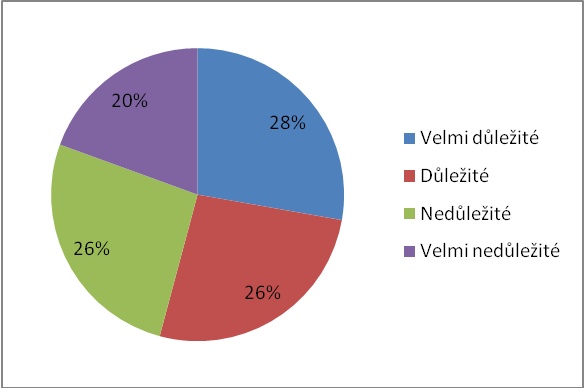 20%
28%
26%
26%
Velmi důležité
Důležité
Nedůležité
Velmi nedůležité